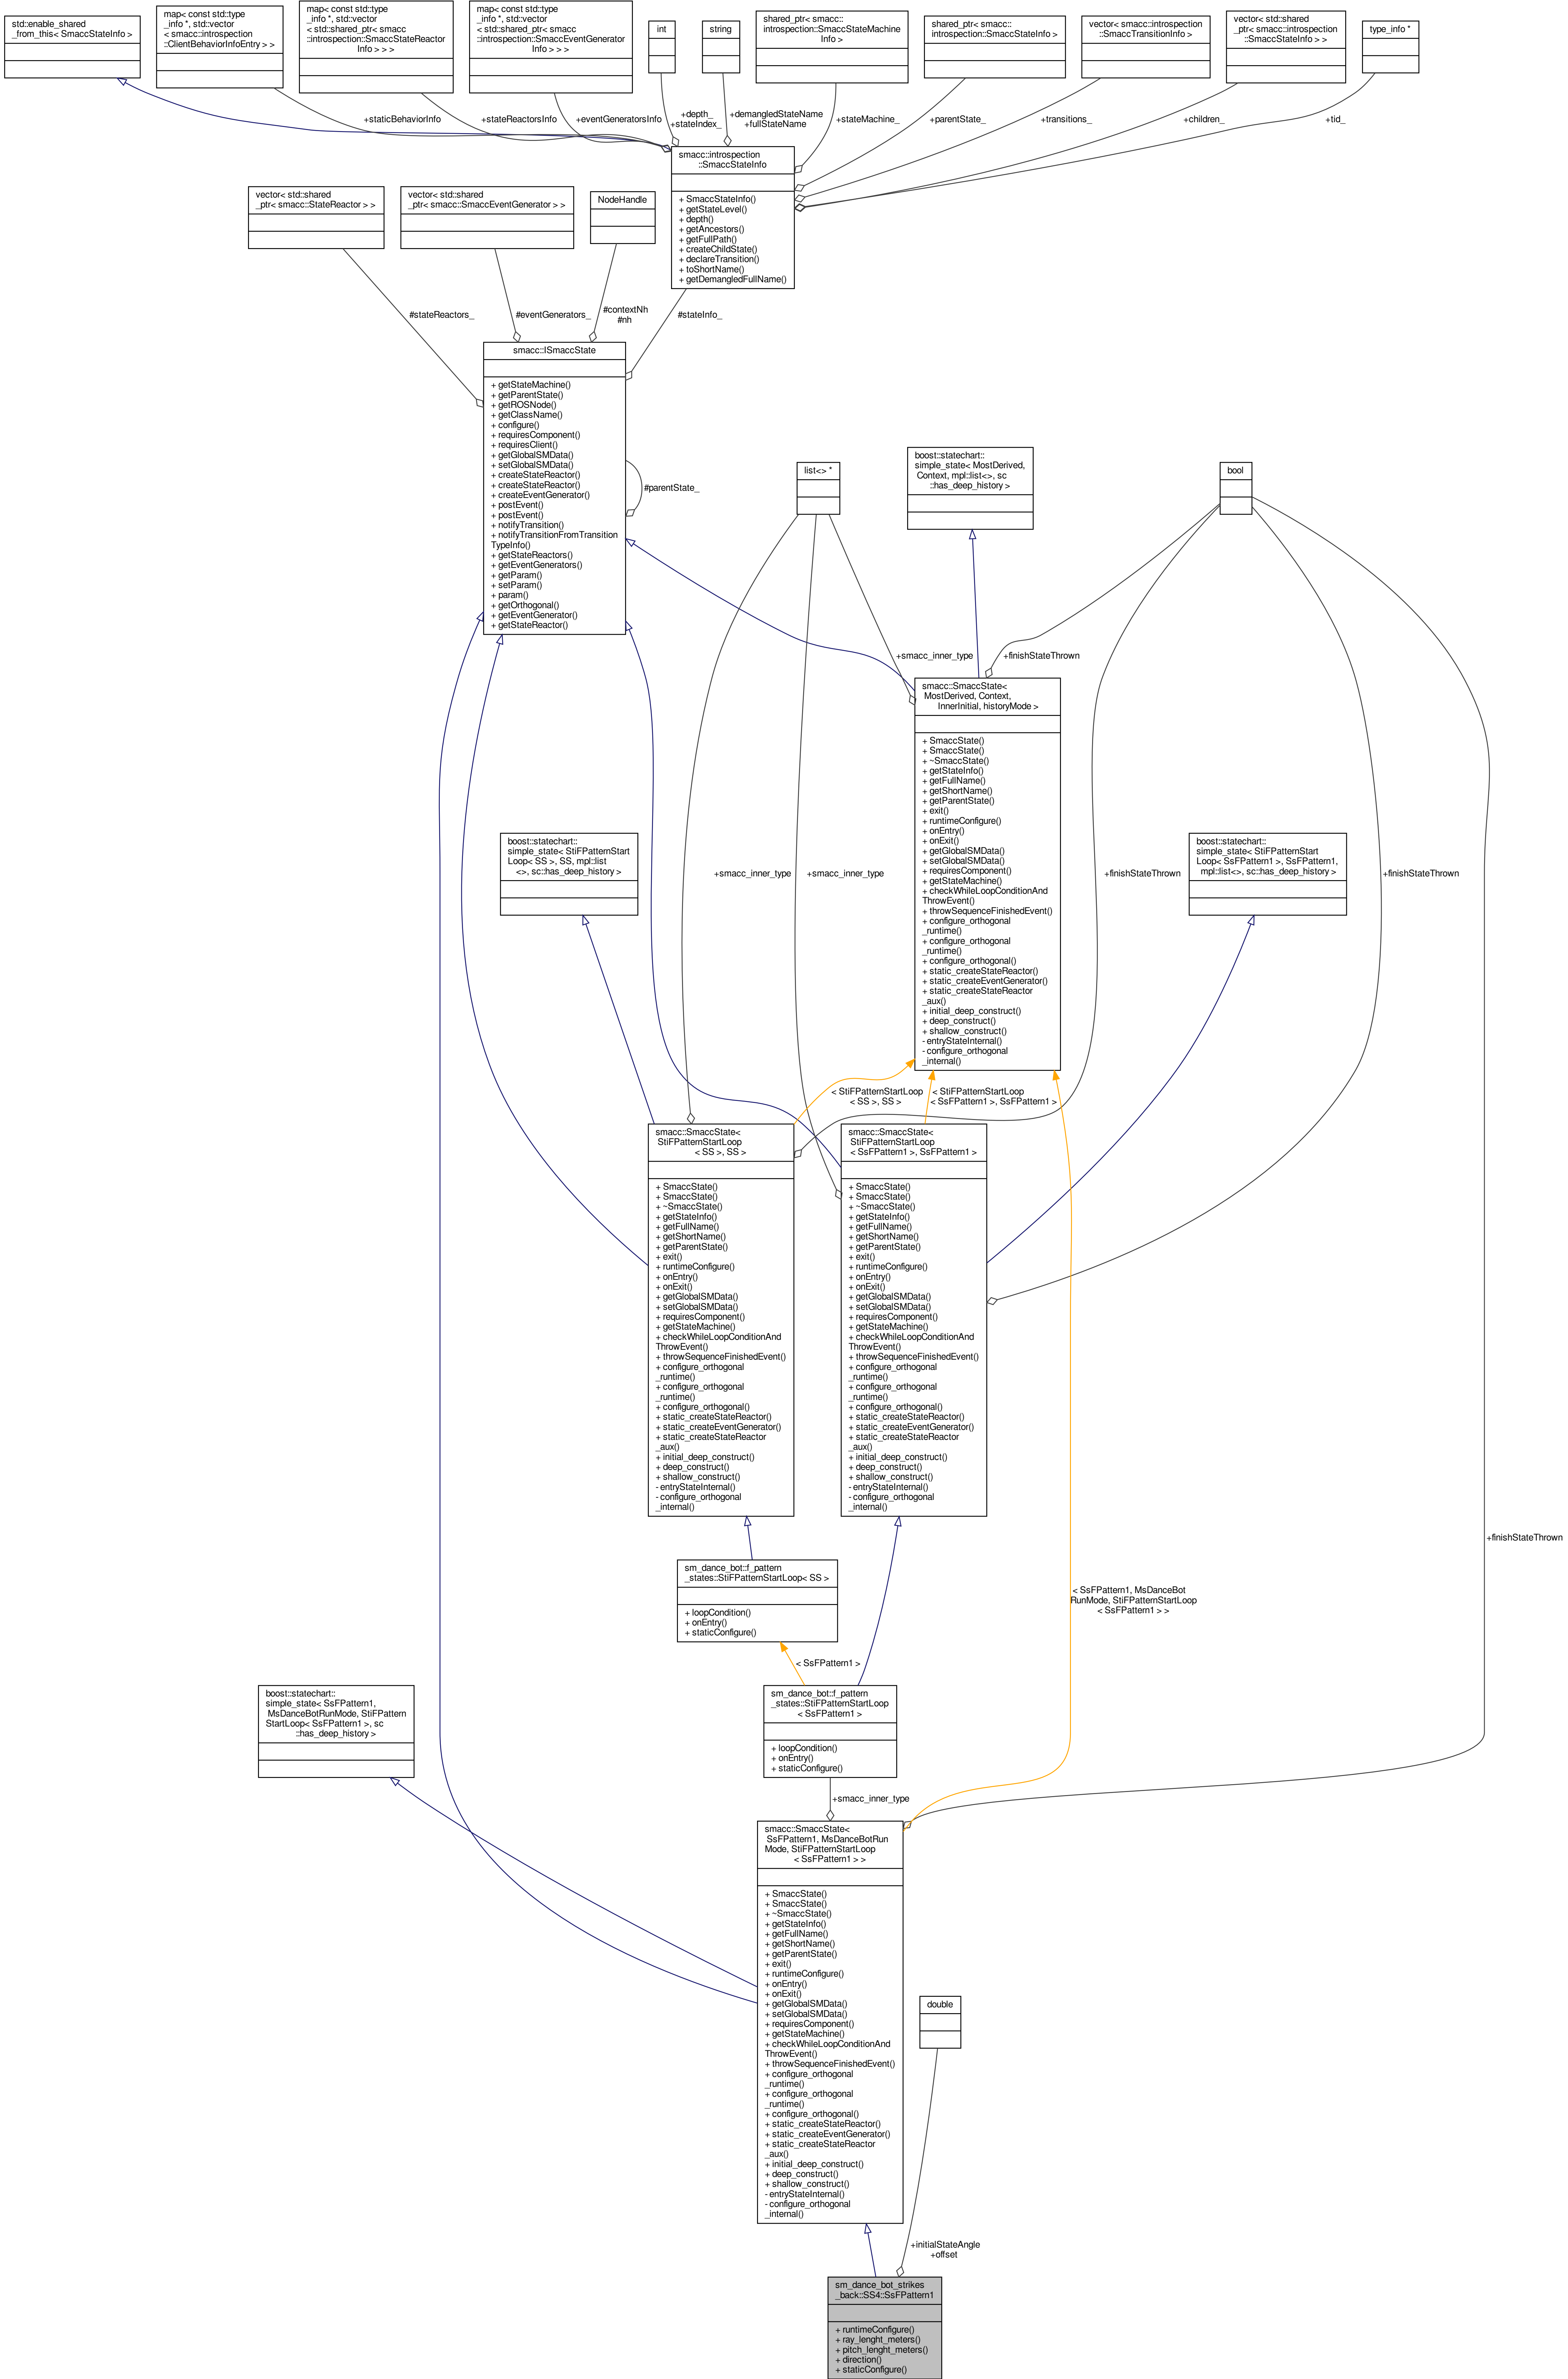 std::enable_shared
_from_this< SmaccStateInfo >
map< const std::type
_info *, std::vector
< smacc::introspection
::ClientBehaviorInfoEntry > >
map< const std::type
_info *, std::vector
< std::shared_ptr< smacc
::introspection::SmaccStateReactor
Info > > >
map< const std::type
_info *, std::vector
< std::shared_ptr< smacc
::introspection::SmaccEventGenerator
Info > > >
int
string
shared_ptr< smacc::
introspection::SmaccStateMachine
Info >
shared_ptr< smacc::
introspection::SmaccStateInfo >
vector< smacc::introspection
::SmaccTransitionInfo >
vector< std::shared
_ptr< smacc::introspection
::SmaccStateInfo > >
type_info *
+staticBehaviorInfo
+stateReactorsInfo
+eventGeneratorsInfo
+depth_
+stateIndex_
+demangledStateName
+fullStateName
+stateMachine_
+parentState_
+transitions_
+children_
+tid_
smacc::introspection
::SmaccStateInfo
+ SmaccStateInfo()
+ getStateLevel()
+ depth()
+ getAncestors()
+ getFullPath()
+ createChildState()
+ declareTransition()
+ toShortName()
+ getDemangledFullName()
vector< std::shared
_ptr< smacc::StateReactor > >
vector< std::shared
_ptr< smacc::SmaccEventGenerator > >
NodeHandle
#stateReactors_
#eventGenerators_
#contextNh
#nh
#stateInfo_
smacc::ISmaccState
+ getStateMachine()
+ getParentState()
+ getROSNode()
+ getClassName()
+ configure()
+ requiresComponent()
+ requiresClient()
+ getGlobalSMData()
+ setGlobalSMData()
+ createStateReactor()
+ createStateReactor()
+ createEventGenerator()
+ postEvent()
+ postEvent()
+ notifyTransition()
+ notifyTransitionFromTransition
TypeInfo()
+ getStateReactors()
+ getEventGenerators()
+ getParam()
+ setParam()
+ param()
+ getOrthogonal()
+ getEventGenerator()
+ getStateReactor()
#parentState_
list<> *
boost::statechart::
simple_state< MostDerived,
Context, mpl::list<>, sc
::has_deep_history >
bool
+smacc_inner_type
+finishStateThrown
smacc::SmaccState<
MostDerived, Context,
InnerInitial, historyMode >
+ SmaccState()
+ SmaccState()
+ ~SmaccState()
+ getStateInfo()
+ getFullName()
+ getShortName()
+ getParentState()
+ exit()
+ runtimeConfigure()
+ onEntry()
+ onExit()
+ getGlobalSMData()
+ setGlobalSMData()
+ requiresComponent()
+ getStateMachine()
+ checkWhileLoopConditionAnd
ThrowEvent()
+ throwSequenceFinishedEvent()
+ configure_orthogonal
_runtime()
+ configure_orthogonal
_runtime()
+ configure_orthogonal()
+ static_createStateReactor()
+ static_createEventGenerator()
+ static_createStateReactor
_aux()
+ initial_deep_construct()
+ deep_construct()
+ shallow_construct()
- entryStateInternal()
- configure_orthogonal
_internal()
boost::statechart::
simple_state< StiFPatternStart
Loop< SS >, SS, mpl::list
<>, sc::has_deep_history >
boost::statechart::
simple_state< StiFPatternStart
Loop< SsFPattern1 >, SsFPattern1,
mpl::list<>, sc::has_deep_history >
+smacc_inner_type
+smacc_inner_type
+finishStateThrown
+finishStateThrown
< StiFPatternStartLoop
< SS >, SS >
< StiFPatternStartLoop
< SsFPattern1 >, SsFPattern1 >
smacc::SmaccState<
StiFPatternStartLoop
< SS >, SS >
+ SmaccState()
+ SmaccState()
+ ~SmaccState()
+ getStateInfo()
+ getFullName()
+ getShortName()
+ getParentState()
+ exit()
+ runtimeConfigure()
+ onEntry()
+ onExit()
+ getGlobalSMData()
+ setGlobalSMData()
+ requiresComponent()
+ getStateMachine()
+ checkWhileLoopConditionAnd
ThrowEvent()
+ throwSequenceFinishedEvent()
+ configure_orthogonal
_runtime()
+ configure_orthogonal
_runtime()
+ configure_orthogonal()
+ static_createStateReactor()
+ static_createEventGenerator()
+ static_createStateReactor
_aux()
+ initial_deep_construct()
+ deep_construct()
+ shallow_construct()
- entryStateInternal()
- configure_orthogonal
_internal()
smacc::SmaccState<
StiFPatternStartLoop
< SsFPattern1 >, SsFPattern1 >
+ SmaccState()
+ SmaccState()
+ ~SmaccState()
+ getStateInfo()
+ getFullName()
+ getShortName()
+ getParentState()
+ exit()
+ runtimeConfigure()
+ onEntry()
+ onExit()
+ getGlobalSMData()
+ setGlobalSMData()
+ requiresComponent()
+ getStateMachine()
+ checkWhileLoopConditionAnd
ThrowEvent()
+ throwSequenceFinishedEvent()
+ configure_orthogonal
_runtime()
+ configure_orthogonal
_runtime()
+ configure_orthogonal()
+ static_createStateReactor()
+ static_createEventGenerator()
+ static_createStateReactor
_aux()
+ initial_deep_construct()
+ deep_construct()
+ shallow_construct()
- entryStateInternal()
- configure_orthogonal
_internal()
+finishStateThrown
sm_dance_bot::f_pattern
_states::StiFPatternStartLoop< SS >
+ loopCondition()
+ onEntry()
+ staticConfigure()
< SsFPattern1, MsDanceBot
RunMode, StiFPatternStartLoop
< SsFPattern1 > >
< SsFPattern1 >
boost::statechart::
simple_state< SsFPattern1,
MsDanceBotRunMode, StiFPattern
StartLoop< SsFPattern1 >, sc
::has_deep_history >
sm_dance_bot::f_pattern
_states::StiFPatternStartLoop
< SsFPattern1 >
+ loopCondition()
+ onEntry()
+ staticConfigure()
+smacc_inner_type
smacc::SmaccState<
SsFPattern1, MsDanceBotRun
Mode, StiFPatternStartLoop
< SsFPattern1 > >
+ SmaccState()
+ SmaccState()
+ ~SmaccState()
+ getStateInfo()
+ getFullName()
+ getShortName()
+ getParentState()
+ exit()
+ runtimeConfigure()
+ onEntry()
+ onExit()
+ getGlobalSMData()
+ setGlobalSMData()
+ requiresComponent()
+ getStateMachine()
+ checkWhileLoopConditionAnd
ThrowEvent()
+ throwSequenceFinishedEvent()
+ configure_orthogonal
_runtime()
+ configure_orthogonal
_runtime()
+ configure_orthogonal()
+ static_createStateReactor()
+ static_createEventGenerator()
+ static_createStateReactor
_aux()
+ initial_deep_construct()
+ deep_construct()
+ shallow_construct()
- entryStateInternal()
- configure_orthogonal
_internal()
double
+initialStateAngle
+offset
sm_dance_bot_strikes
_back::SS4::SsFPattern1
+ runtimeConfigure()
+ ray_lenght_meters()
+ pitch_lenght_meters()
+ direction()
+ staticConfigure()